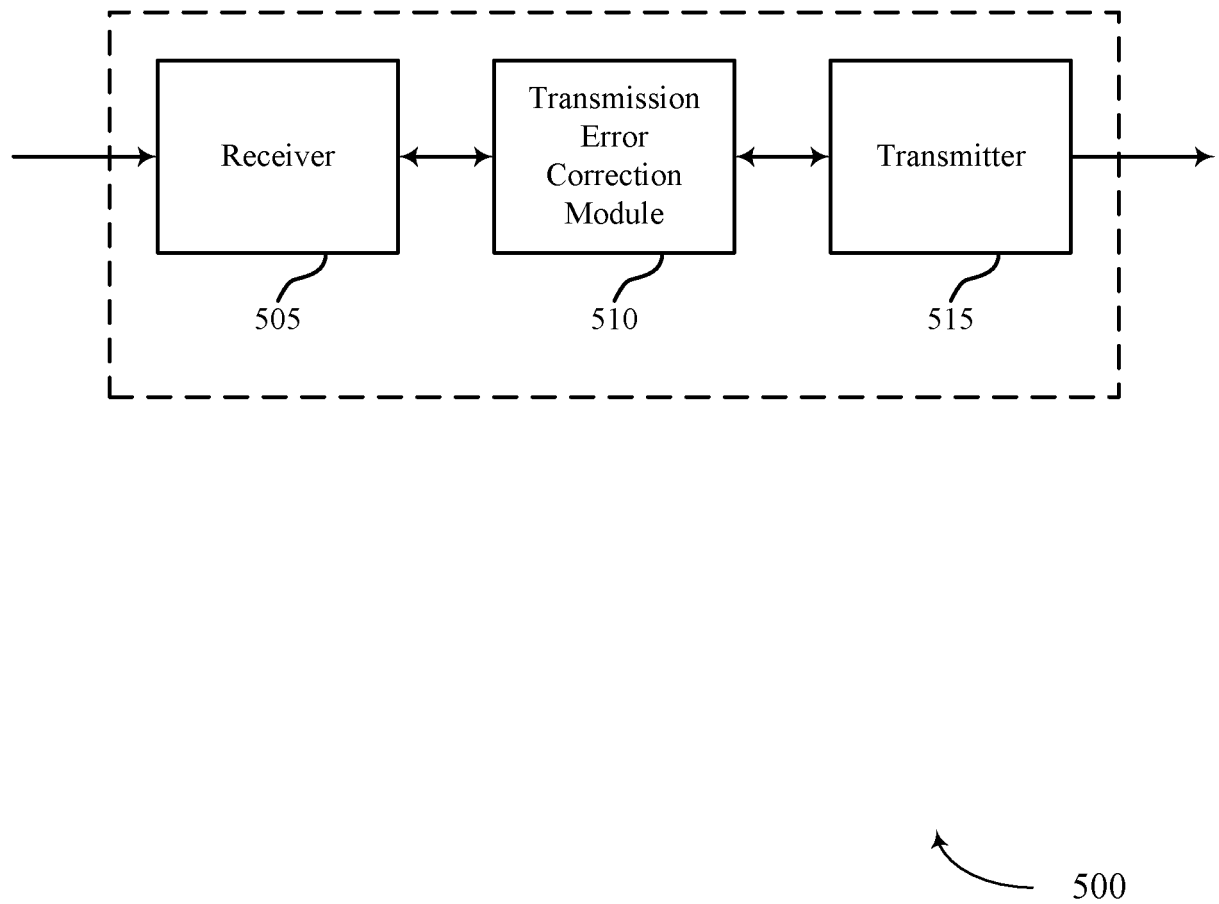 Receiver
Transmission
Error
Correction
Module
Transmitter
505
510
515
500